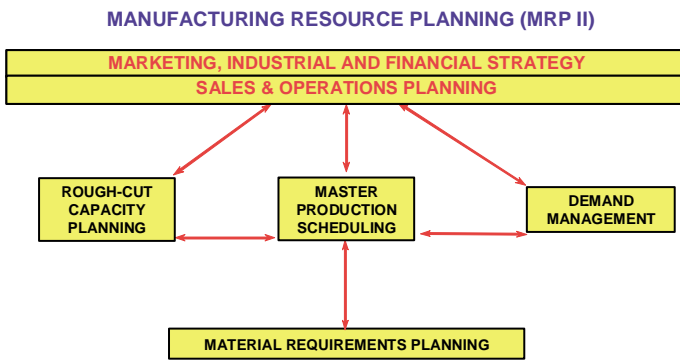 MANUFACTURING RESOURCE PLANNING (MRP II)
MARKETING, INDUSTRIAL AND FINANCIAL STRATEGY
SALES & OPERATIONS PLANNING
ROUGH-CUT
CAPACITY
PLANNING
MASTER
PRODUCTION
SCHEDULING
DEMAND
MANAGEMENT
MATERIAL REQUIREMENTS PLANNING